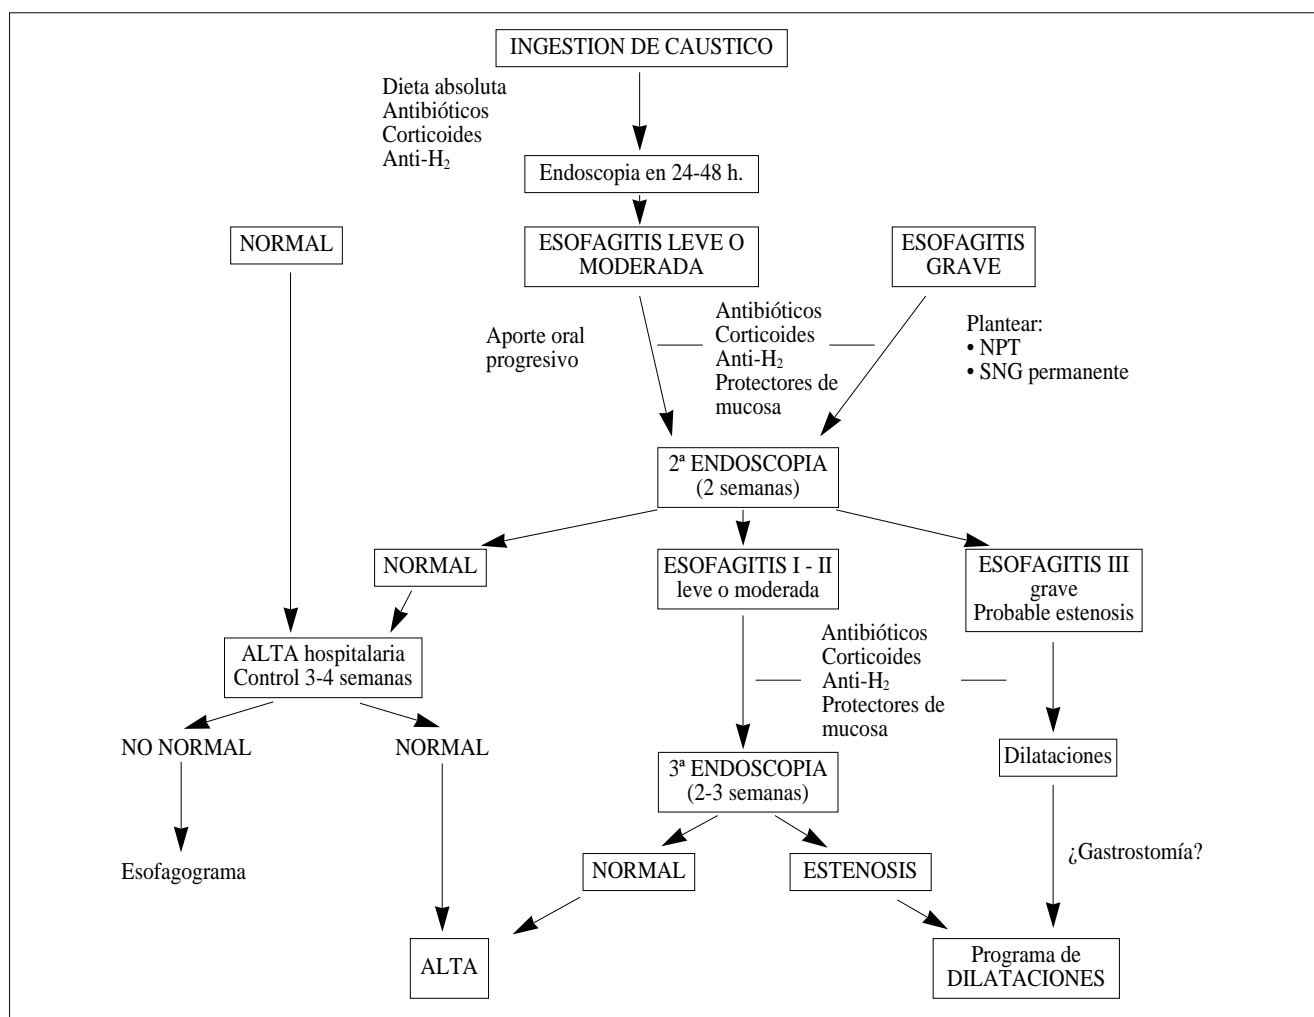 INGESTION DE CAUSTICO
Dieta absoluta
Antibióticos
Corticoides
Anti-H₂
Endoscopia en 24-48 h.
NORMAL
ESOFAGITIS LEVE O
MODERADA
ESOFAGITIS
GRAVE
Aporte oral
progresivo
Antibióticos
Corticoides
Anti-H₂
Protectores de
mucosa
Plantear:
• NPT
• SNG permanente
2ª ENDOSCOPIA
(2 semanas)
NORMAL
ESOFAGITIS I - II
leve o moderada
ESOFAGITIS III
grave
Probable estenosis
ALTA hospitalaria
Control 3-4 semanas
Antibióticos
Corticoides
Anti-H₂
Protectores de
mucosa
NO NORMAL
NORMAL
3ª ENDOSCOPIA
(2-3 semanas)
Dilataciones
Esofagograma
NORMAL
ESTENOSIS
¿Gastrostomía?
ALTA
Programa de
DILATACIONES